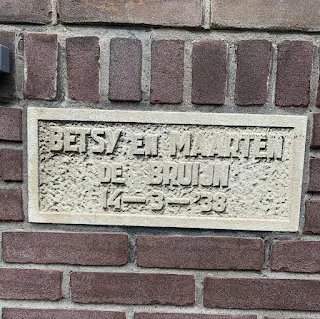 BETSY EN MAARTEN
DE BRUIJN
14-3-'38